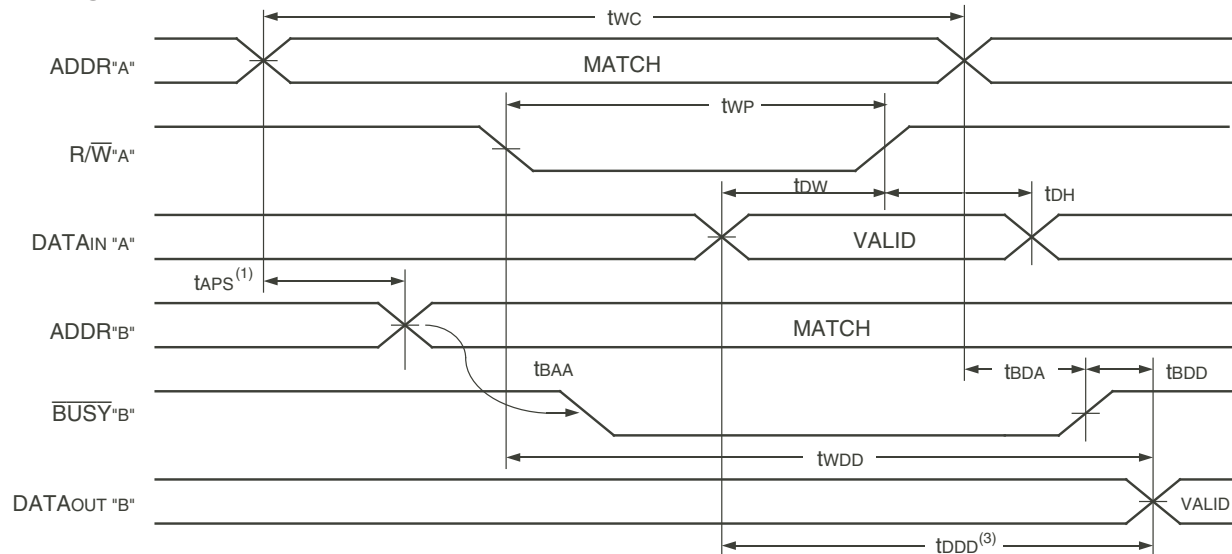 tWC
ADDR"A"
MATCH
tWP
R/W"A"
tDW
tDH
DATAIN "A"
VALID
tAPS(1)
ADDR"B"
MATCH
tBAA
tBDA
tBDD
BUSY"B"
tWDD
DATAOUT "B"
VALID
tDDD(3)